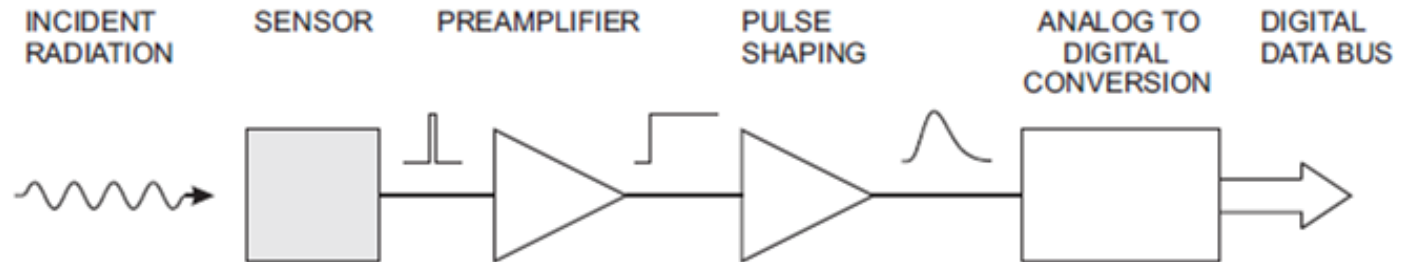 INCIDENT
RADIATION
SENSOR
PREAMPLIFIER
PULSE
SHAPING
ANALOG TO
DIGITAL
CONVERSION
DIGITAL
DATA BUS